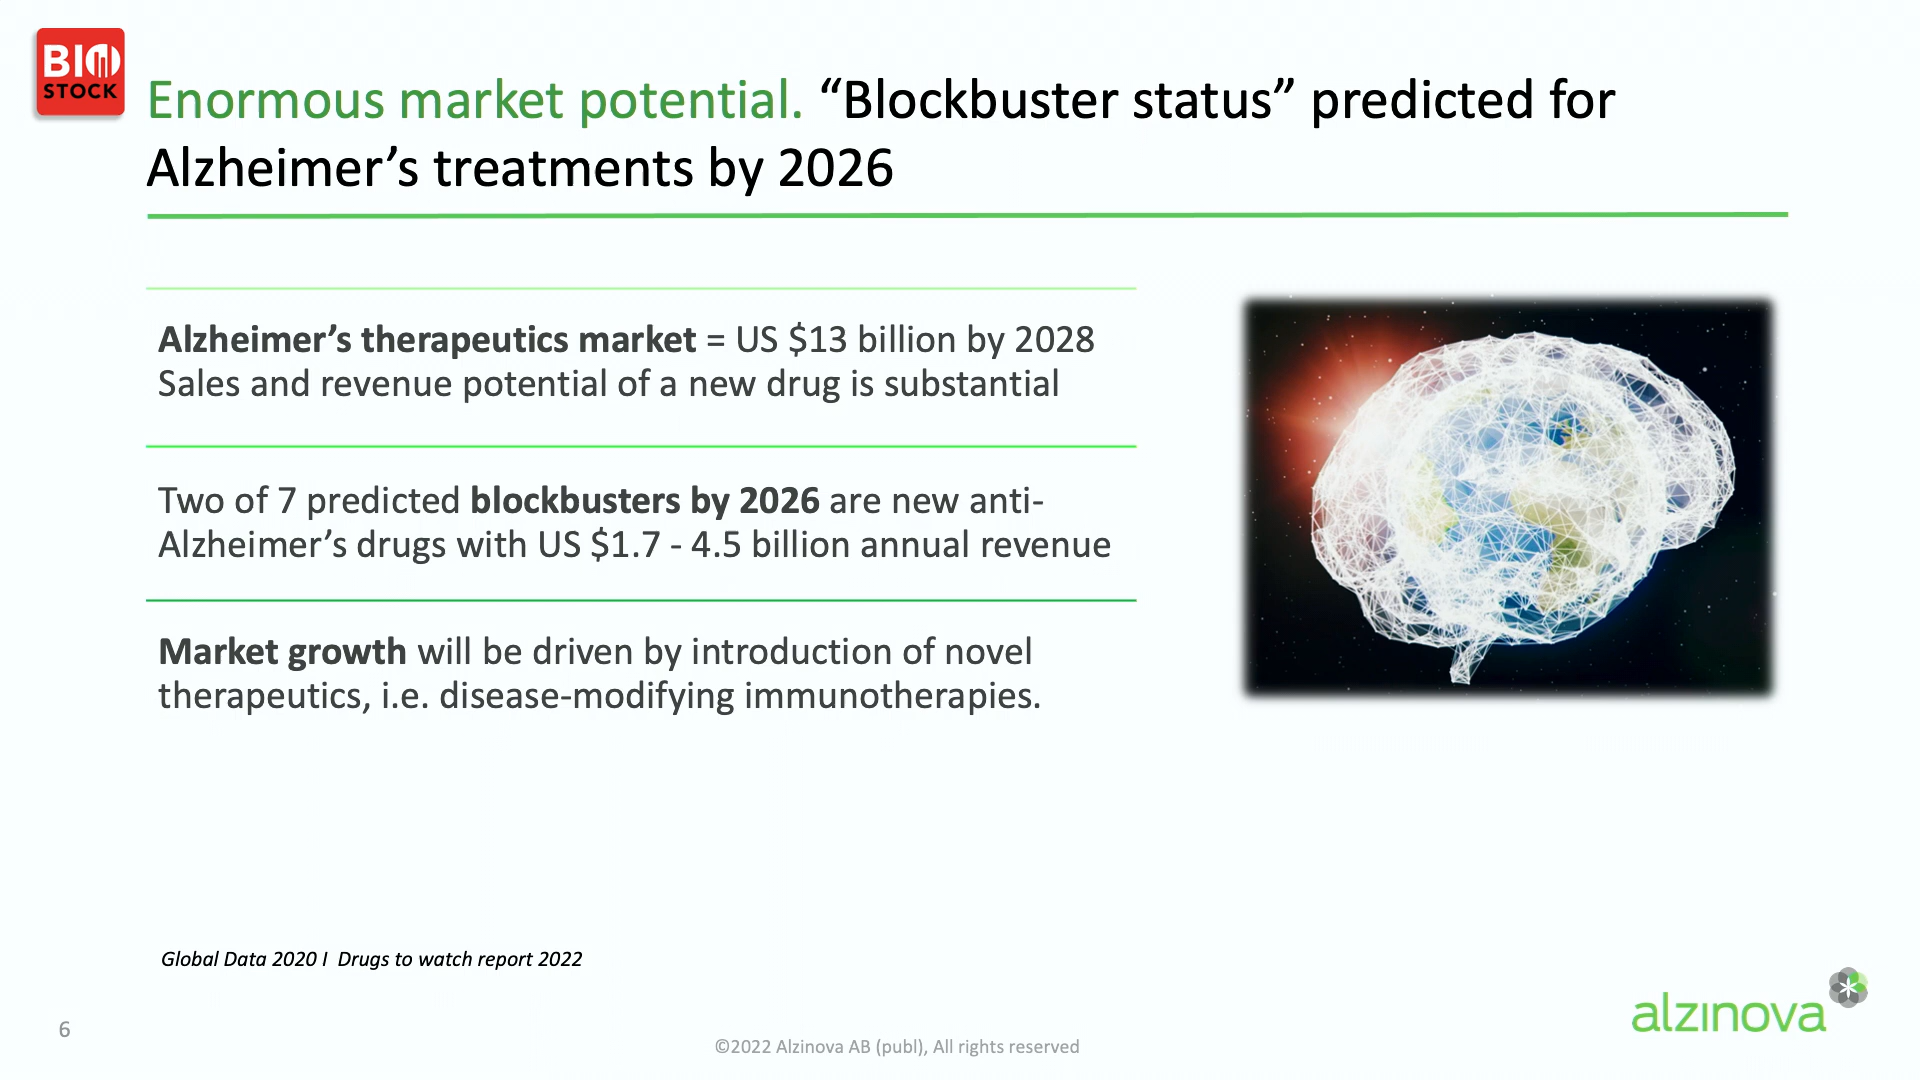 BIO
STOCK
Enormous market potential. “Blockbuster status” predicted for
Alzheimer’s treatments by 2026
Alzheimer’s therapeutics market = US $13 billion by 2028
Sales and revenue potential of a new drug is substantial
Two of 7 predicted blockbusters by 2026 are new anti-
Alzheimer’s drugs with US $1.7 - 4.5 billion annual revenue
Market growth will be driven by introduction of novel
therapeutics, i.e. disease-modifying immunotherapies.
Global Data 2020 I Drugs to watch report 2022
alzinova
6
©2022 Alzinova AB (publ), All rights reserved